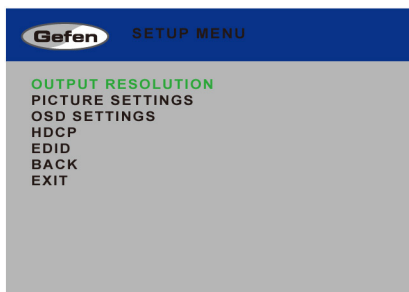 Gefen SETUP MENU
OUTPUT RESOLUTION
PICTURE SETTINGS
OSD SETTINGS
HDCP
EDID
BACK
EXIT